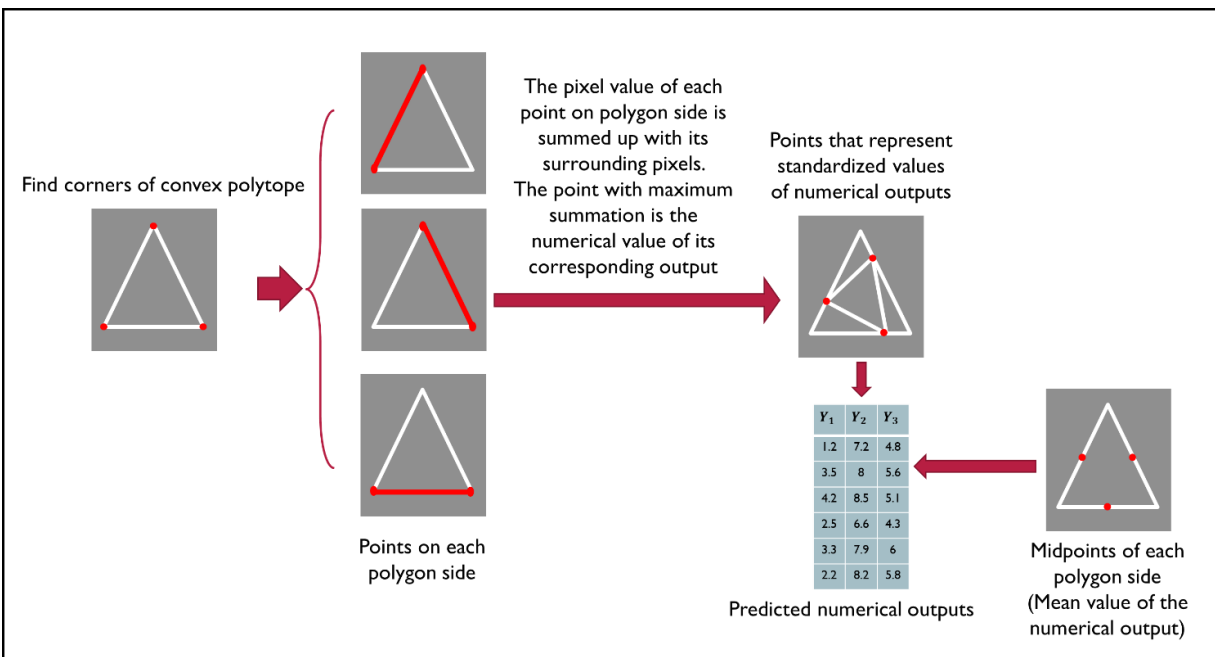 Find corners of convex polytope
Points on each
polygon side
The pixel value of each
point on polygon side is
summed up with its
surrounding pixels.
The point with maximum
summation is the
numerical value of its
corresponding output
Points that represent
standardized values
of numerical outputs
Y₁ Y₂ Y₃
1.2 7.2 4.8
3.5 8 5.6
4.2 8.5 5.1
2.5 6.6 4.3
3.3 7.9 6
2.2 8.2 5.8
Predicted numerical outputs
Midpoints of each
polygon side
(Mean value of the
numerical output)